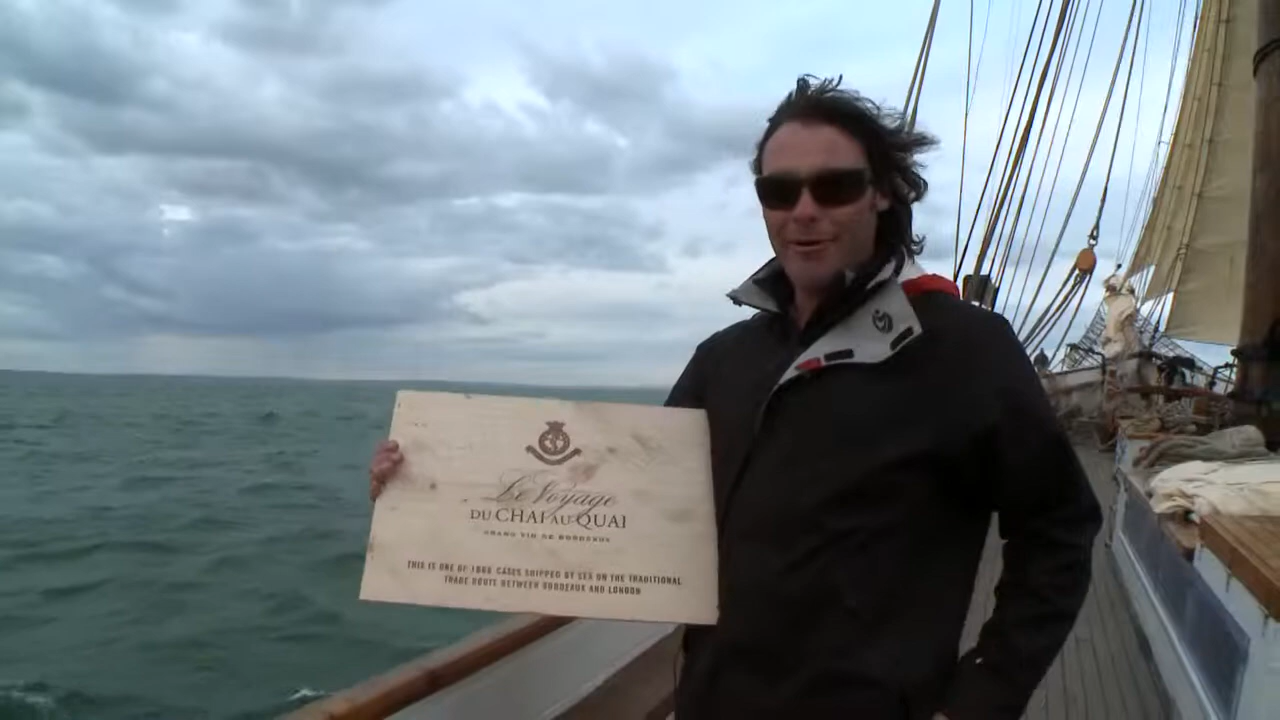 Le Voyage
DU CHAI AU QUAI
GRAND VIN DE BORDEAUX
THIS IS ONE OF CASES SHIPPED BY SEA ON THE TRADITIONAL
TRADE ROUTE BETWEEN BORDEAUX AND LONDON